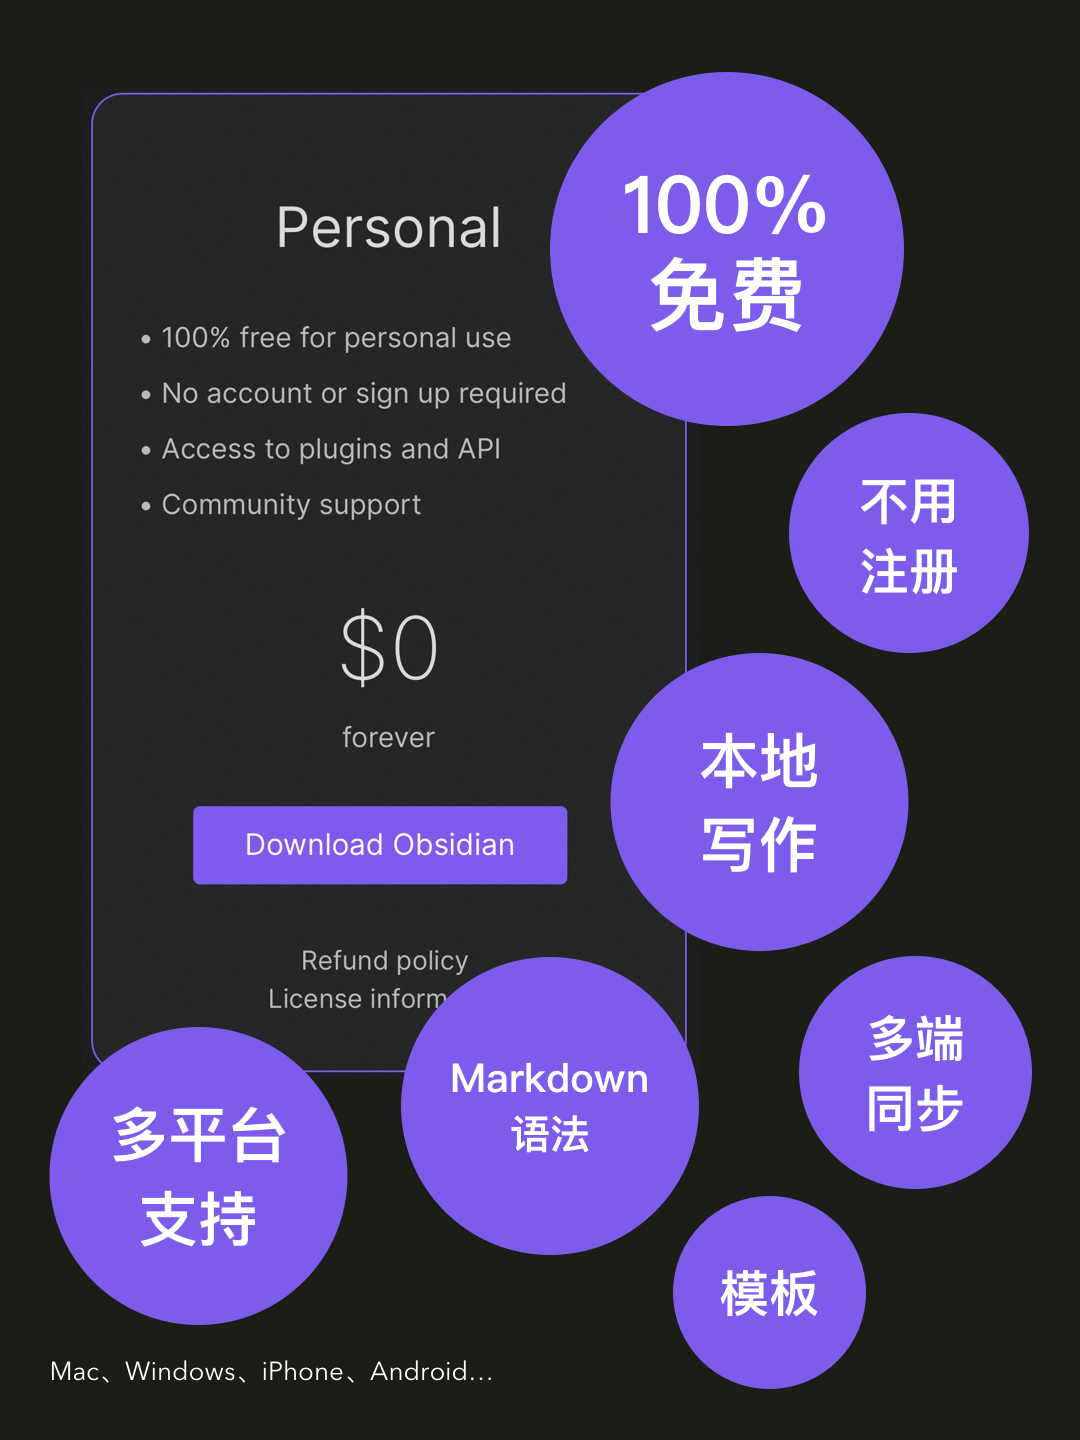 Personal
• 100% free for personal use
• No account or sign up required
• Access to plugins and API
• Community support
$0
forever
Download Obsidian
Refund policy
License inform
100%
免费
不用
注册
本地
写作
多端
同步
Markdown
语法
多平台
支持
模板
Mac、Windows、iPhone、Android...